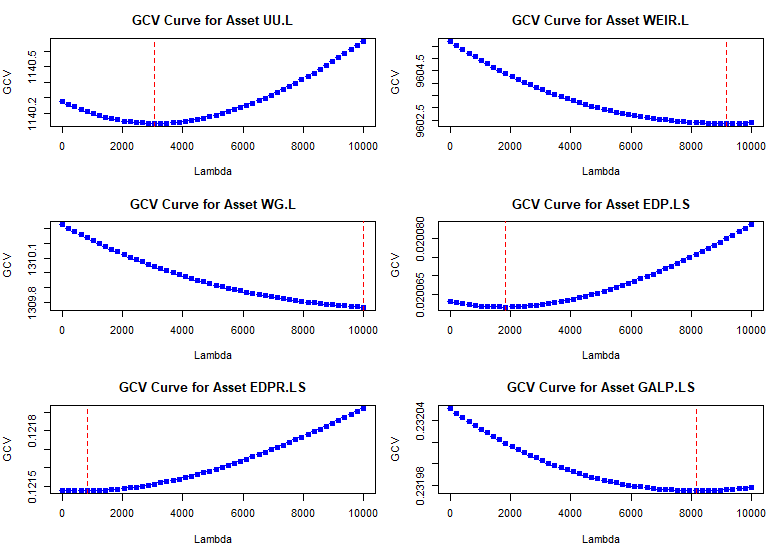 GCV Curve for Asset UU.L
GCV
1140.5
1140.2
0 2000 4000 6000 8000 10000
Lambda
GCV Curve for Asset WEIR.L
GCV
9604.5
9602.5
0 2000 4000 6000 8000 10000
Lambda
GCV Curve for Asset WG.L
GCV
1310.1
1309.8
0 2000 4000 6000 8000 10000
Lambda
GCV Curve for Asset EDP.LS
GCV
0.020080
0.020065
0 2000 4000 6000 8000 10000
Lambda
GCV Curve for Asset EDPR.LS
GCV
0.1218
0.1215
0 2000 4000 6000 8000 10000
Lambda
GCV Curve for Asset GALP.LS
GCV
0.23204
0.23198
0 2000 4000 6000 8000 10000
Lambda